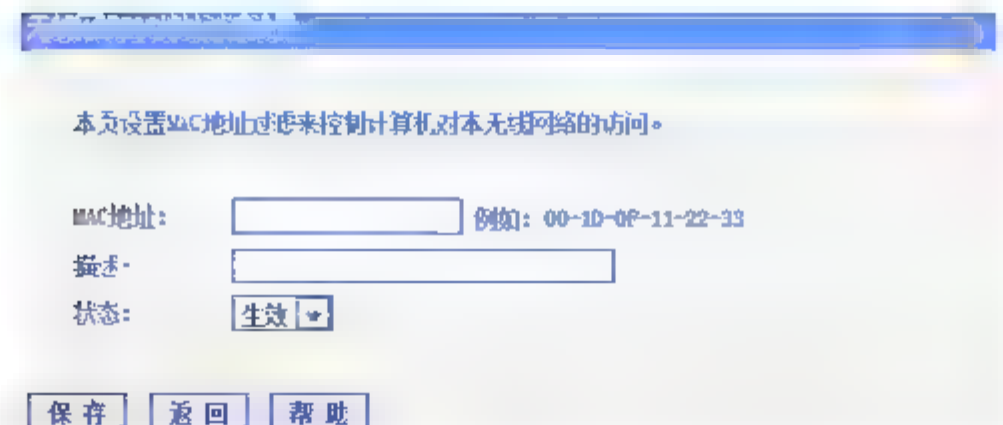 本页设置MAC地址过滤来控制计算机对本无线网络的访问。
MAC地址： 例如：00-1D-0F-11-22-33
描述：
状态： 生效
保存 返回 帮助